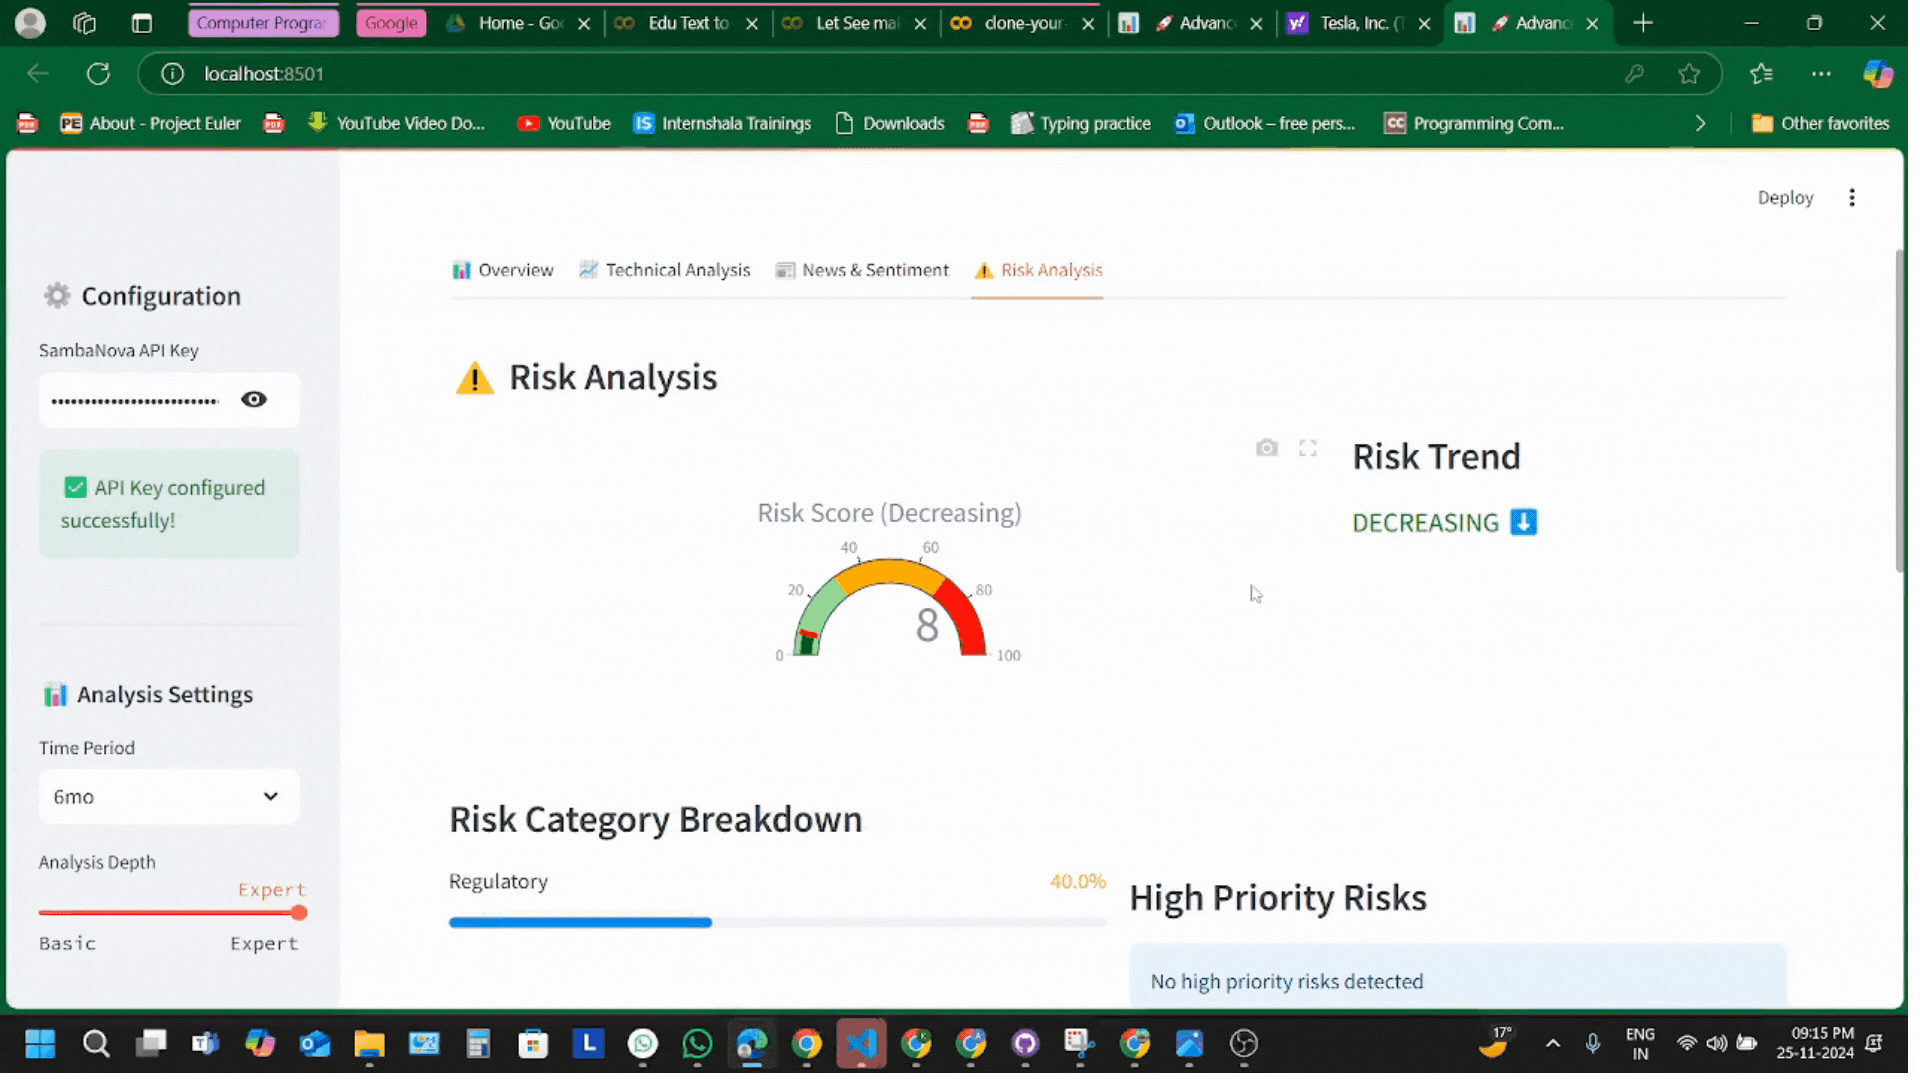 Computer Progra
Google
Home - Goo
Edu Text to
Let See mak
clone-your-
Advanc
Tesla, Inc. (T
Advanc
localhost:8501
PE About - Project Euler
YouTube Video Do...
YouTube
IS Internshala Trainings
Downloads
Typing practice
Outlook – free pers...
CC Programming Com...
Other favorites
Deploy
Configuration
SambaNova API Key
API Key configured
successfully!
Analysis Settings
Time Period
6mo
Analysis Depth
Expert
Basic
Expert
Overview
Technical Analysis
News & Sentiment
Risk Analysis
Risk Analysis
Risk Score (Decreasing)
0
20
40
60
80
100
8
Risk Trend
DECREASING
Risk Category Breakdown
Regulatory
40.0%
High Priority Risks
No high priority risks detected
17°
ENG
IN
09:15 PM
25-11-2024